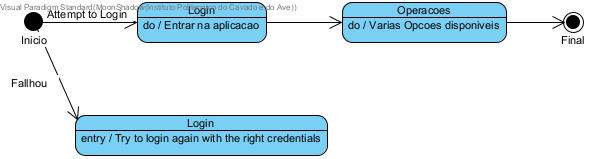 Visual Paradigm Standard(MoonShadow(Instituto Politecnico do Cavado e do Ave))
Attempt to Login
Login
do / Entrar na aplicacao
Operacoes
do / Varias Opcoes disponiveis
Inicio
Final
Fallhou
Login
entry / Try to login again with the right credentials